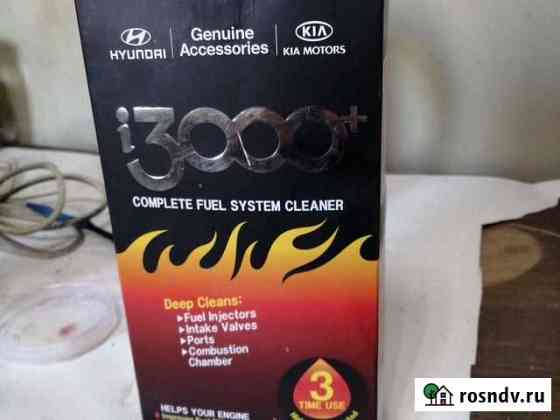 HYUNDAI
Genuine
Accessories
KIA
KIA MOTORS
i3000+
COMPLETE FUEL SYSTEM CLEANER
Deep Cleans:
▶Fuel Injectors
▶Intake Valves
▶Ports
▶Combustion
Chamber
3
TIME USE
HELPS YOUR ENGINE
rosndv.ru